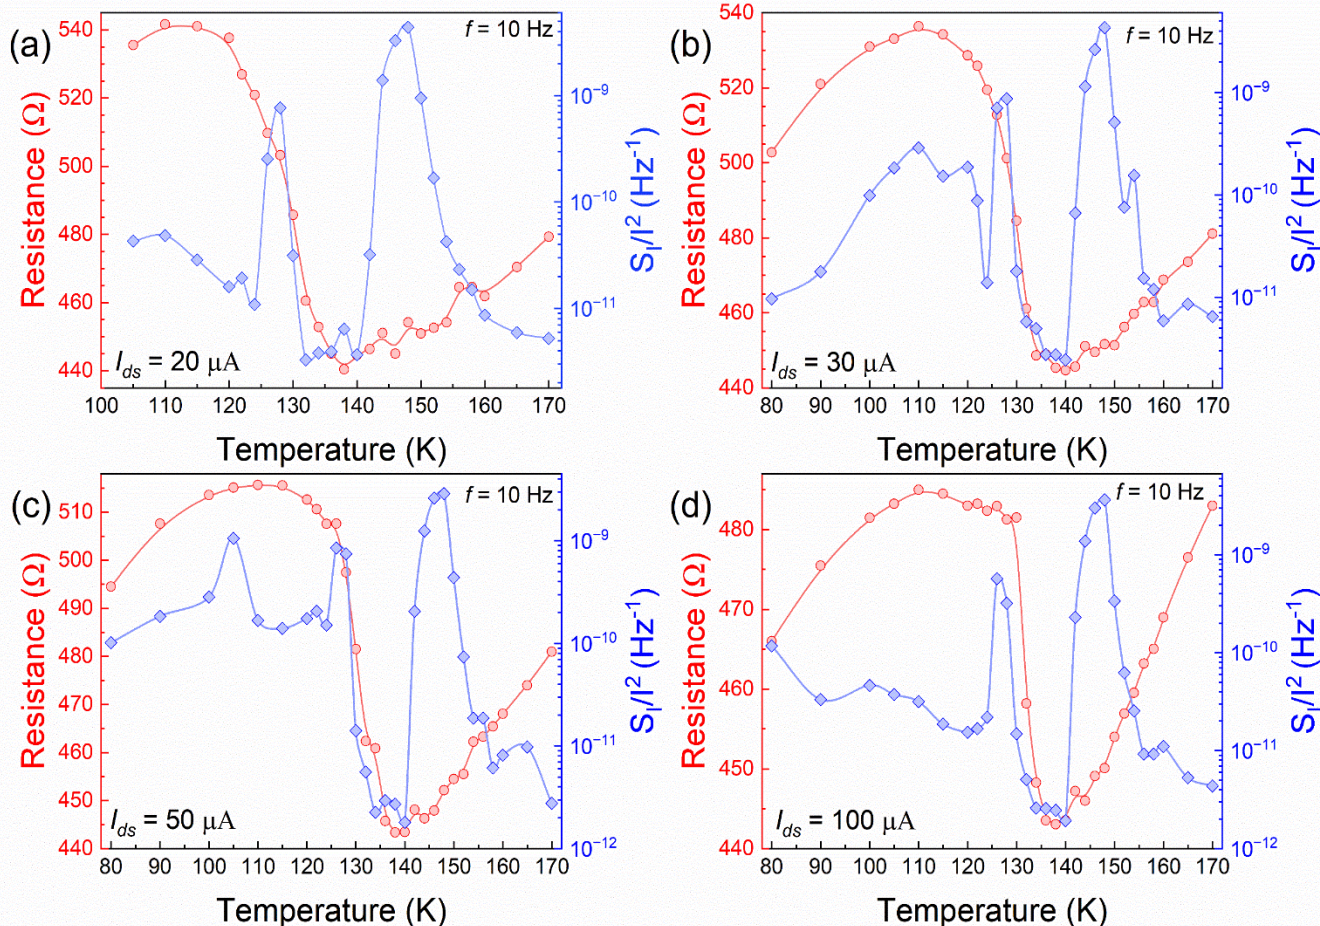 (a)
f = 10 Hz
Resistance (Ω)
540
520
500
480
460
440
10⁻⁹
10⁻¹⁰
10⁻¹¹
S_I/I² (Hz⁻¹)
I_ds = 20 μA
100 110 120 130 140 150 160 170
Temperature (K)
(b)
f = 10 Hz
Resistance (Ω)
540
520
500
480
460
440
10⁻⁹
10⁻¹⁰
10⁻¹¹
S_I/I² (Hz⁻¹)
I_ds = 30 μA
80 90 100 110 120 130 140 150 160 170
Temperature (K)
(c)
f = 10 Hz
Resistance (Ω)
510
500
490
480
470
460
450
440
10⁻⁹
10⁻¹⁰
10⁻¹¹
10⁻¹²
S_I/I² (Hz⁻¹)
I_ds = 50 μA
80 90 100 110 120 130 140 150 160 170
Temperature (K)
(d)
f = 10 Hz
Resistance (Ω)
480
470
460
450
440
10⁻⁹
10⁻¹⁰
10⁻¹¹
10⁻¹²
S_I/I² (Hz⁻¹)
I_ds = 100 μA
80 90 100 110 120 130 140 150 160 170
Temperature (K)